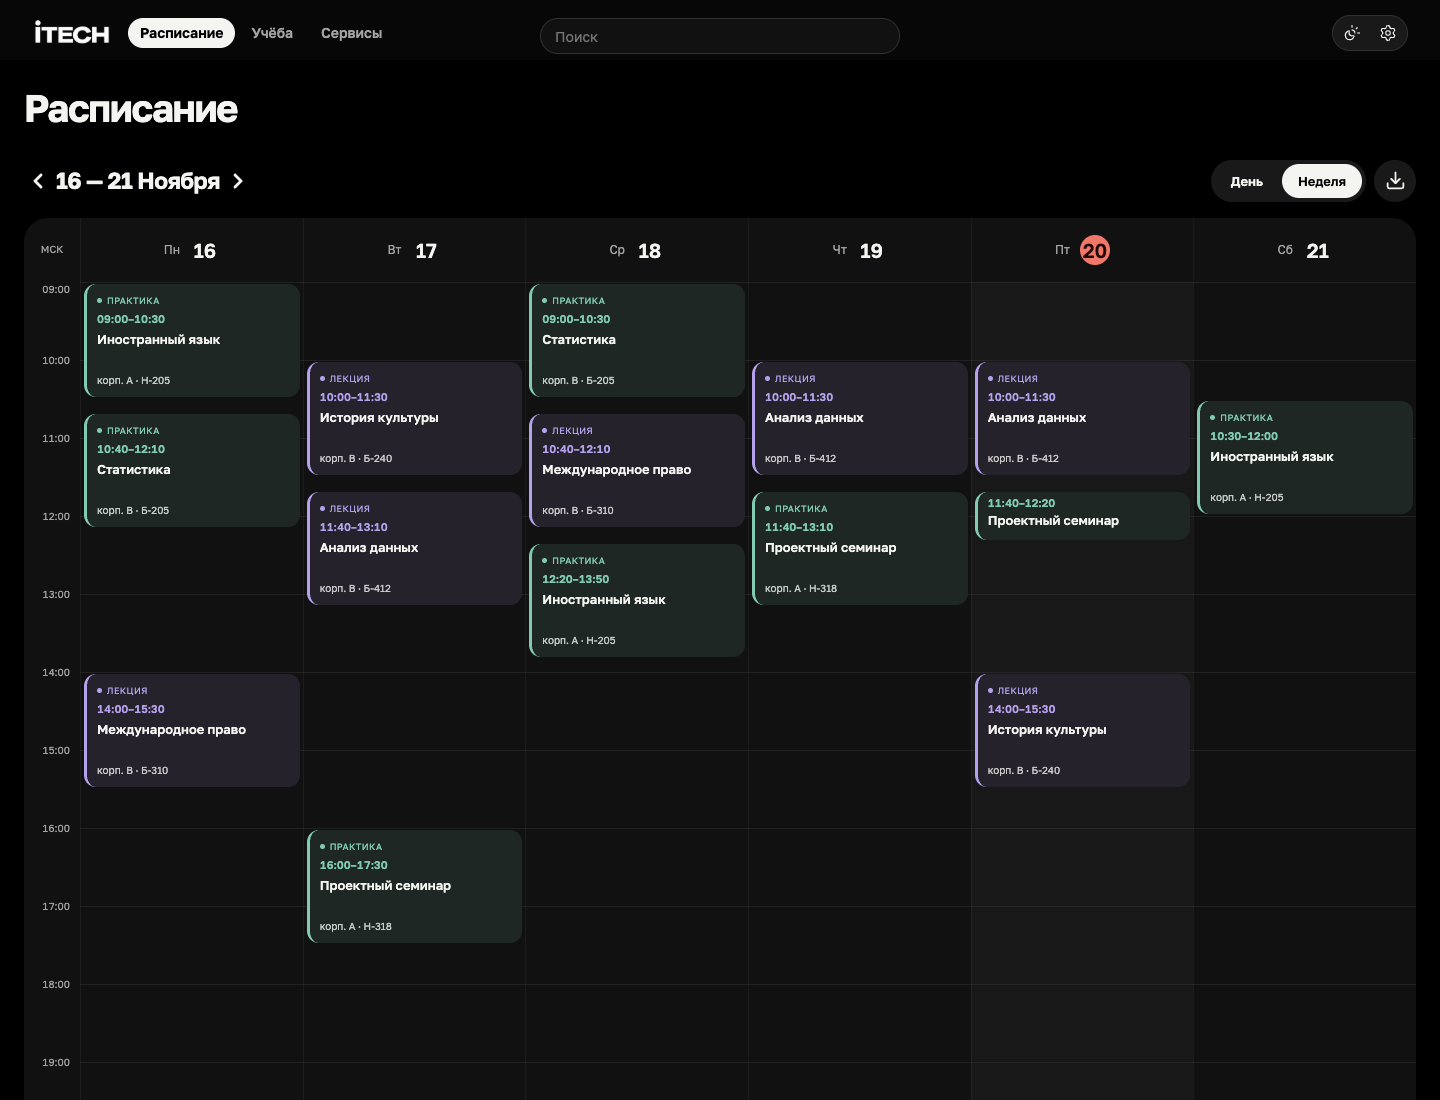 iTECH
Расписание
Учёба
Сервисы
Поиск
Расписание
16 — 21 Ноября
День
Неделя
МСК
Пн 16
Вт 17
Ср 18
Чт 19
Пт 20
Сб 21
09:00
10:00
11:00
12:00
13:00
14:00
15:00
16:00
17:00
18:00
19:00
ПРАКТИКА
09:00–10:30
Иностранный язык
корп. А · Н-205
ПРАКТИКА
10:40–12:10
Статистика
корп. В · Б-205
ЛЕКЦИЯ
14:00–15:30
Международное право
корп. В · Б-310
ЛЕКЦИЯ
10:00–11:30
История культуры
корп. В · Б-240
ЛЕКЦИЯ
11:40–13:10
Анализ данных
корп. В · Б-412
ПРАКТИКА
16:00–17:30
Проектный семинар
корп. А · Н-318
ПРАКТИКА
09:00–10:30
Статистика
корп. В · Б-205
ЛЕКЦИЯ
10:40–12:10
Международное право
корп. В · Б-310
ПРАКТИКА
12:20–13:50
Иностранный язык
корп. А · Н-205
ЛЕКЦИЯ
10:00–11:30
Анализ данных
корп. В · Б-412
ПРАКТИКА
11:40–13:10
Проектный семинар
корп. А · Н-318
ЛЕКЦИЯ
10:00–11:30
Анализ данных
корп. В · Б-412
11:40–12:20
Проектный семинар
ЛЕКЦИЯ
14:00–15:30
История культуры
корп. В · Б-240
ПРАКТИКА
10:30–12:00
Иностранный язык
корп. А · Н-205